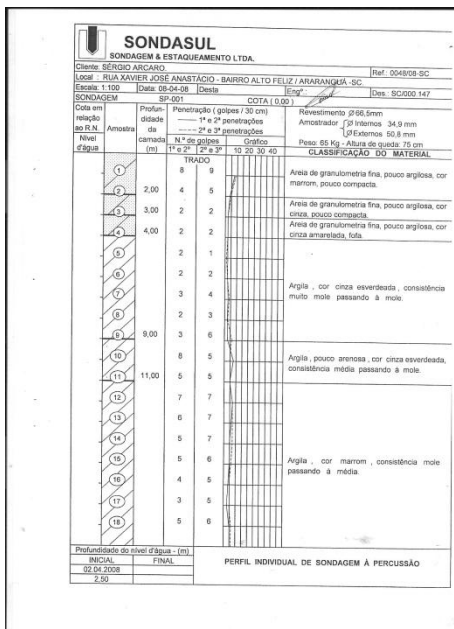 SONDASUL
SONDAGEM & ESTAQUEAMENTO LTDA.
Cliente: SÉRGIO ARCARO.
Ref.: 0048/08-SC
Local : RUA XAVIER JOSÉ ANASTÁCIO - BAIRRO ALTO FELIZ / ARARANGUÁ -SC.
Escala: 1:100 Data: 08-04-08 Desta Engº Des.: SC/000.147
SONDAGEM SP-001 COTA ( 0,00 )
Cota em relação ao R.N.
Nível d'água
Amostra
Profundidade da camada (m)
Penetração ( golpes / 30 cm)
1ª e 2ª penetrações
2ª e 3ª penetrações
N.º de golpes Gráfico
1ª e 2ª 2ª e 3ª 10 20 30 40
Revestimento Ø66,5mm
Amostrador Ø Internos 34,9 mm
Ø Externos 50,8 mm
Peso: 65 Kg - Altura de queda: 75 cm
CLASSIFICAÇÃO DO MATERIAL
TRADO
1 8 9
2 2,00 4 5
3 3,00 2 2
4 4,00 2 2
5 2 1
6 2 2
7 3 4
8 2 3
9 9,00 3 6
10 6 5
11 11,00 5 5
12 7 7
13 6 7
14 5 7
15 5 6
16 4 5
17 3 5
18 5 6
Areia de granulometria fina, pouco argilosa, cor
marrom, pouco compacta.
Areia de granulometria fina, pouco argilosa, cor
cinza, pouco compacta.
Areia de granulometria fina, pouco argilosa, cor
cinza amarelada, fofa.
Argila , cor cinza esverdeada , consistência
muito mole passando à mole.
Argila , pouco arenosa , cor cinza esverdeada,
consistência média passando à mole.
Argila , cor marrom , consistência mole
passando à média.
Profundidade do nível d'água - (m)
INICIAL FINAL
02.04.2008
2,50
PERFIL INDIVIDUAL DE SONDAGEM À PERCUSSÃO